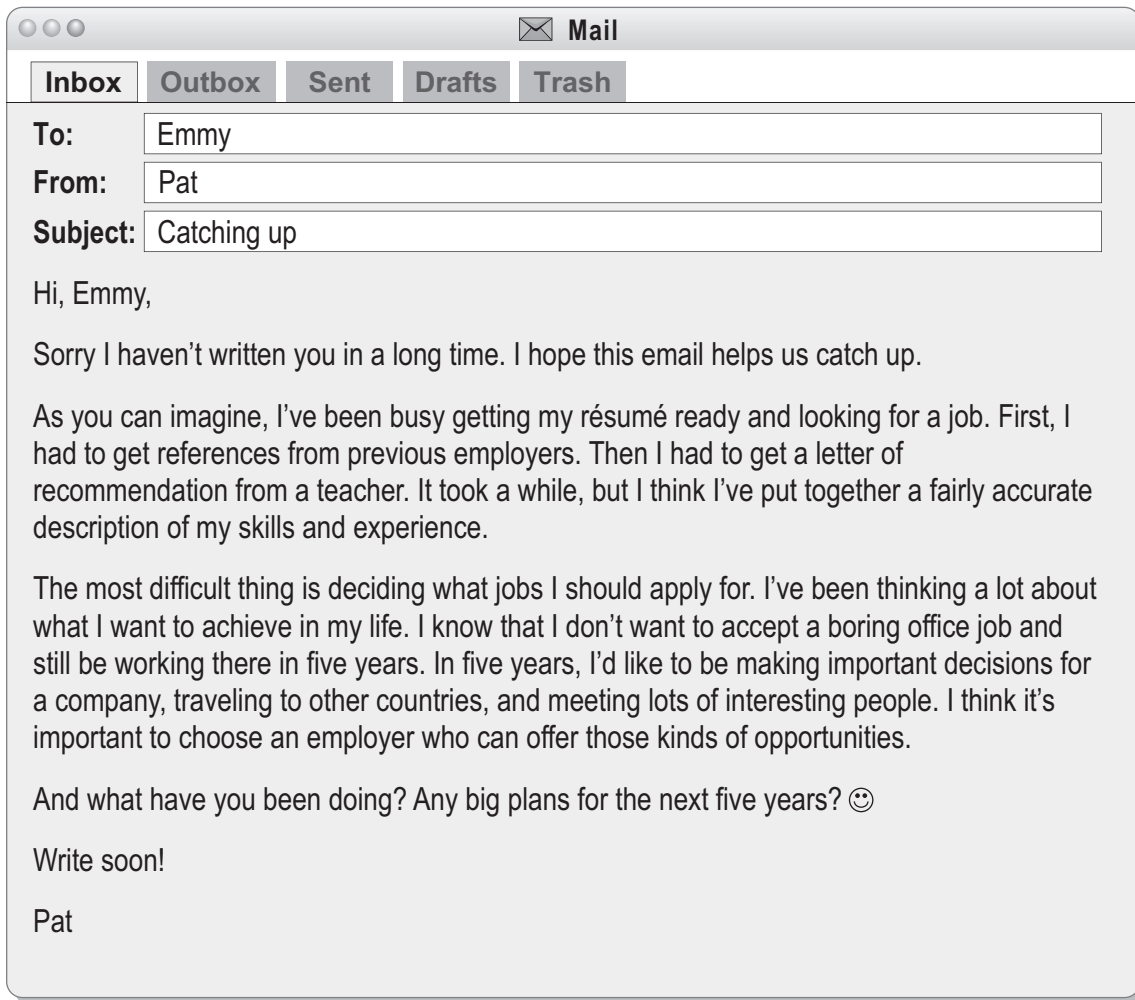 Mail
Inbox Outbox Sent Drafts Trash
To: Emmy
From: Pat
Subject: Catching up
Hi, Emmy,
Sorry I haven’t written you in a long time. I hope this email helps us catch up.
As you can imagine, I’ve been busy getting my résumé ready and looking for a job. First, I
had to get references from previous employers. Then I had to get a letter of
recommendation from a teacher. It took a while, but I think I’ve put together a fairly accurate
description of my skills and experience.
The most difficult thing is deciding what jobs I should apply for. I’ve been thinking a lot about
what I want to achieve in my life. I know that I don’t want to accept a boring office job and
still be working there in five years. In five years, I’d like to be making important decisions for
a company, traveling to other countries, and meeting lots of interesting people. I think it’s
important to choose an employer who can offer those kinds of opportunities.
And what have you been doing? Any big plans for the next five years? ☺
Write soon!
Pat